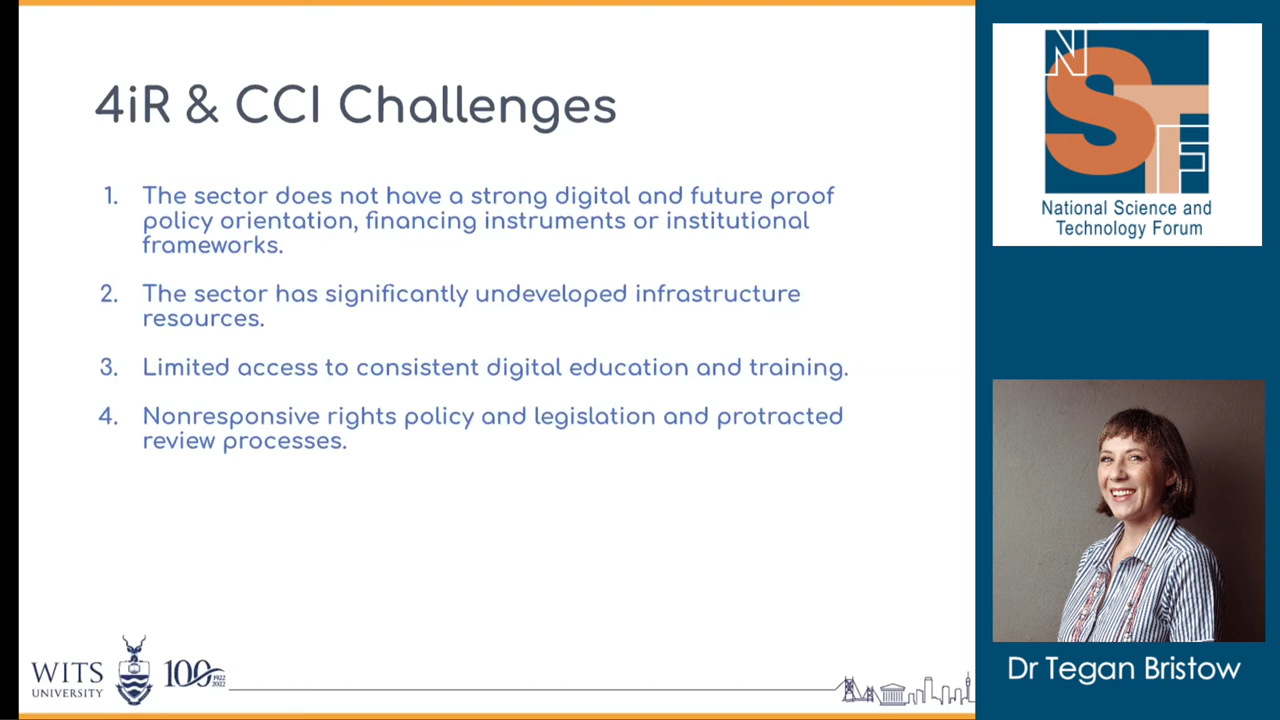 4iR & CCI Challenges
1. The sector does not have a strong digital and future proof
policy orientation, financing instruments or institutional
frameworks.
2. The sector has significantly undeveloped infrastructure
resources.
3. Limited access to consistent digital education and training.
4. Nonresponsive rights policy and legislation and protracted
review processes.
WITS
UNIVERSITY
100
1922
2022
NSTF
National Science and
Technology Forum
Dr Tegan Bristow